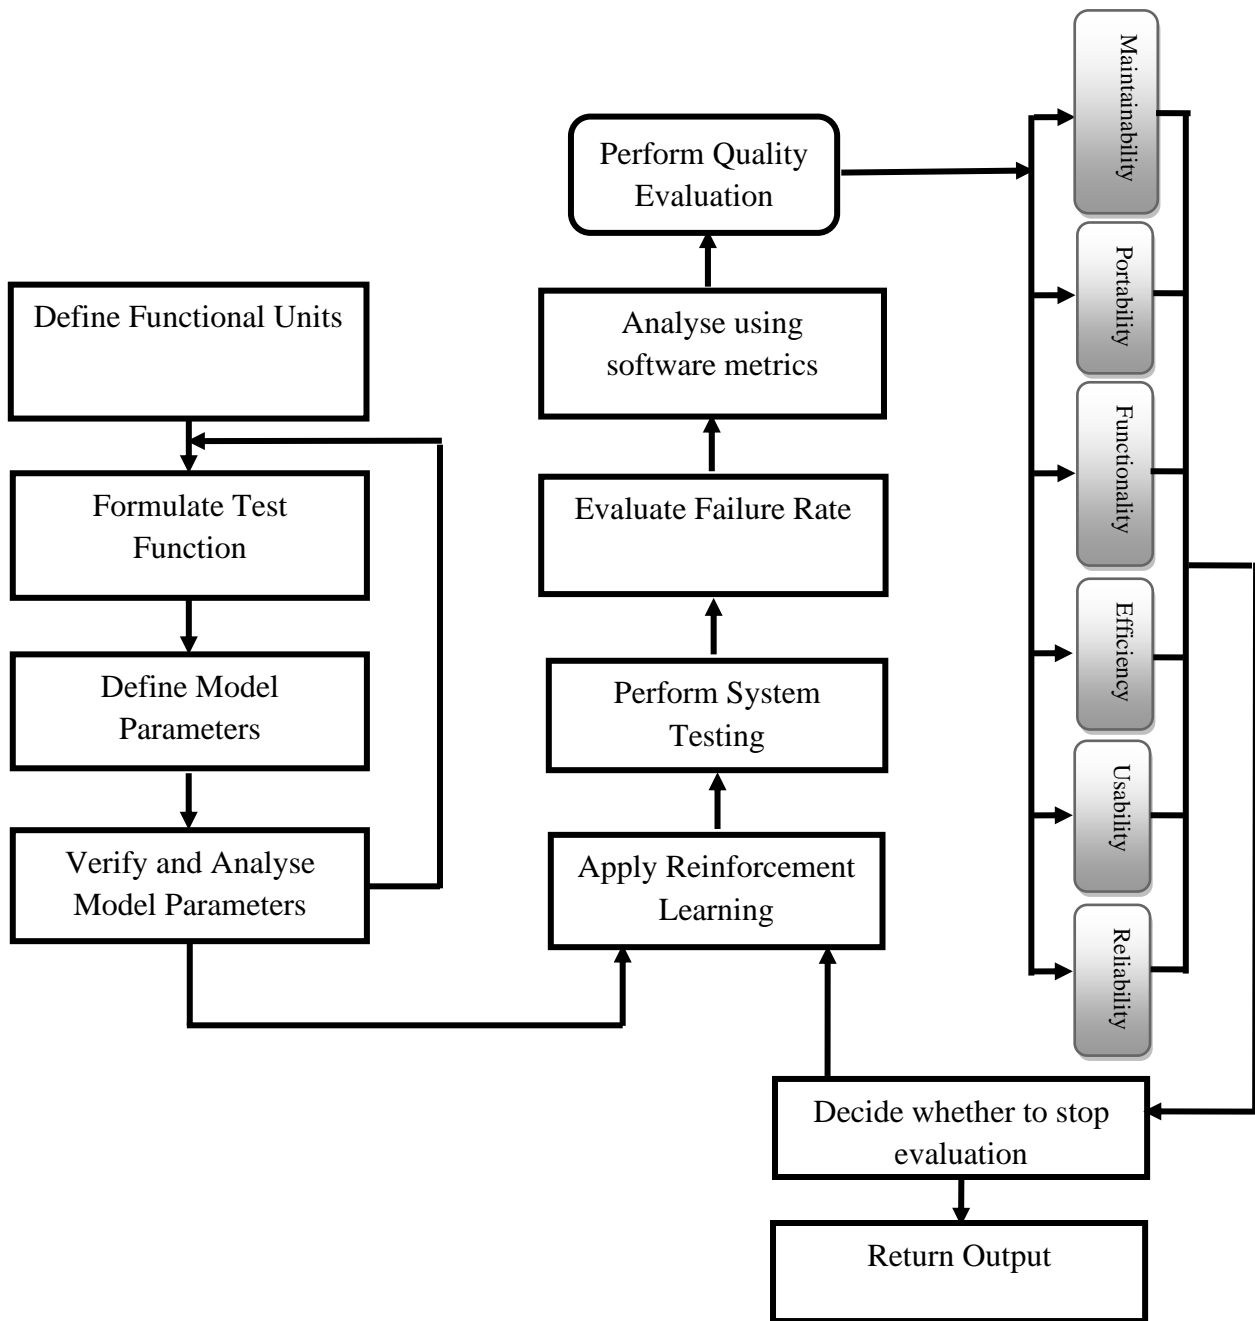 Define Functional Units
Formulate Test
Function
Define Model
Parameters
Verify and Analyse
Model Parameters
Apply Reinforcement
Learning
Perform System
Testing
Evaluate Failure Rate
Analyse using
software metrics
Perform Quality
Evaluation
Maintainability
Portability
Functionality
Efficiency
Usability
Reliability
Decide whether to stop
evaluation
Return Output